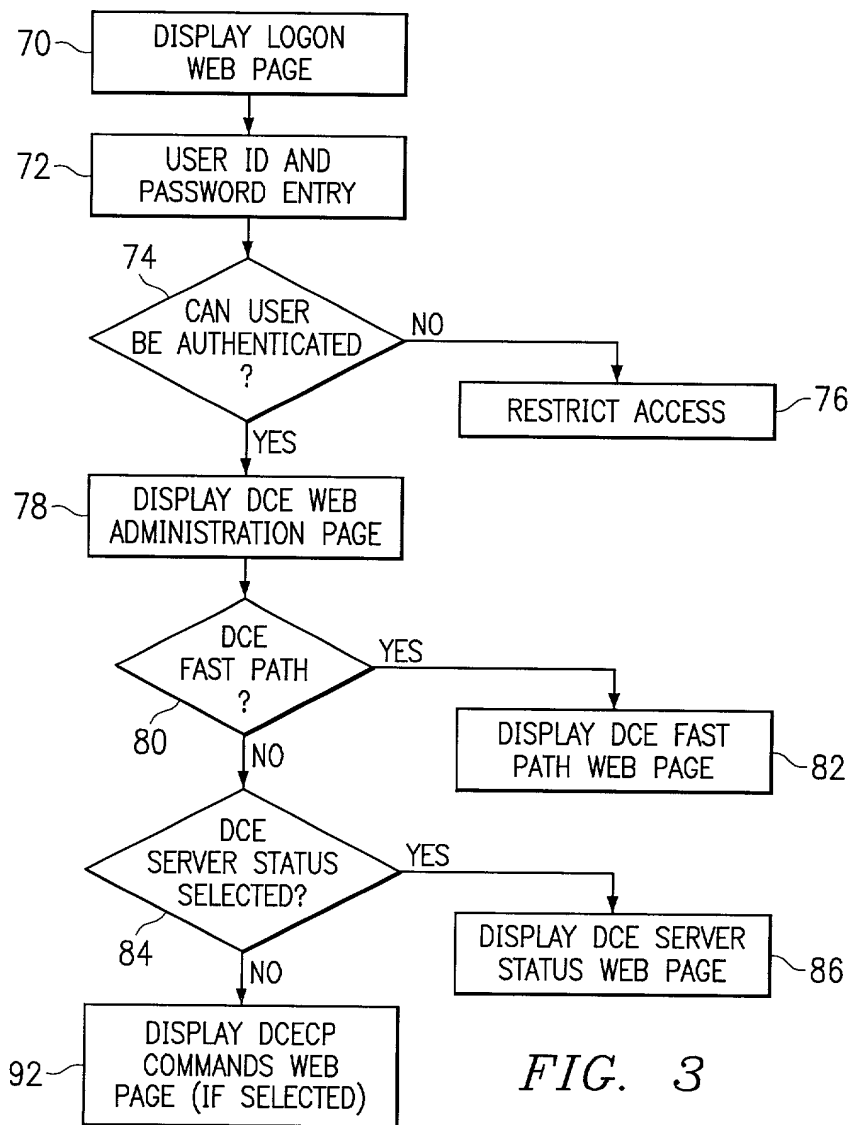 70
DISPLAY LOGON
WEB PAGE
72
USER ID AND
PASSWORD ENTRY
74
CAN USER
BE AUTHENTICATED
?
NO
RESTRICT ACCESS
76
YES
78
DISPLAY DCE WEB
ADMINISTRATION PAGE
DCE
FAST PATH
?
80
YES
DISPLAY DCE FAST
PATH WEB PAGE
82
NO
DCE
SERVER STATUS
SELECTED?
84
YES
DISPLAY DCE SERVER
STATUS WEB PAGE
86
NO
92
DISPLAY DCECP
COMMANDS WEB
PAGE (IF SELECTED)
FIG. 3